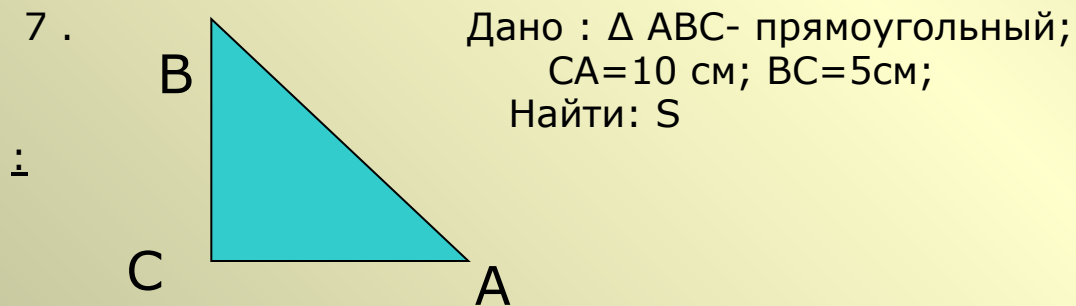 7 .
Дано : Δ АВС- прямоугольный;
СА=10 см; ВС=5см;
Найти: S
В
:
С
А